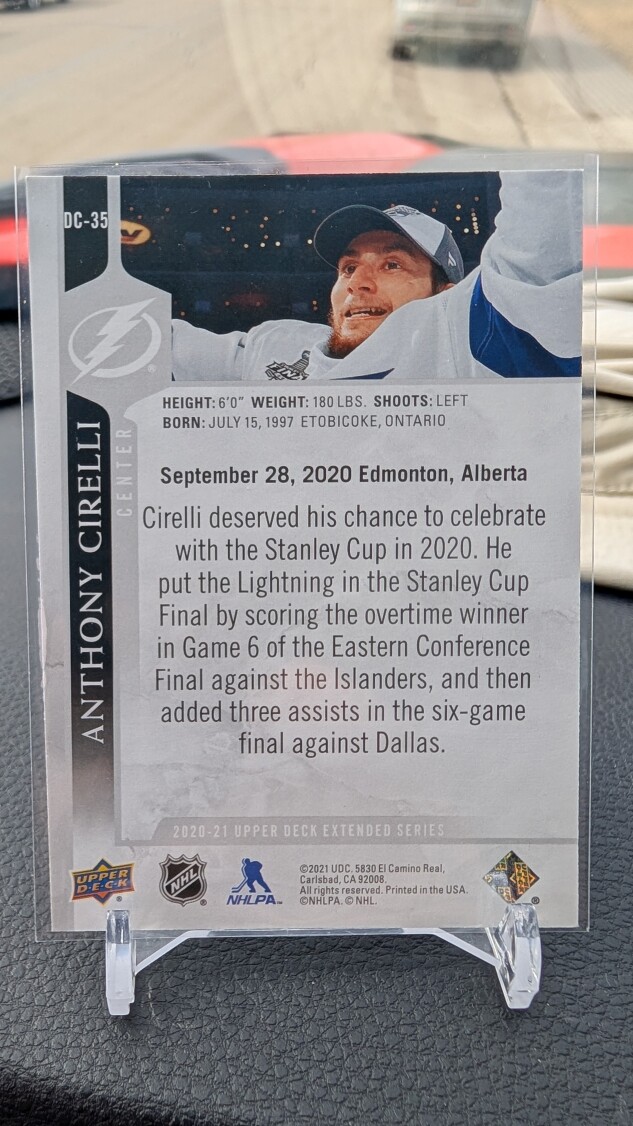 DC-35
HEIGHT: 6'0" WEIGHT: 180 LBS. SHOOTS: LEFT
BORN: JULY 15, 1997 ETOBICOKE, ONTARIO
ANTHONY CIRELLI
CENTER
September 28, 2020 Edmonton, Alberta
Cirelli deserved his chance to celebrate
with the Stanley Cup in 2020. He
put the Lightning in the Stanley Cup
Final by scoring the overtime winner
in Game 6 of the Eastern Conference
Final against the Islanders, and then
added three assists in the six-game
final against Dallas.
2020-21 UPPER DECK EXTENDED SERIES
UPPER
D·E·C·K
®
NHL
®
NHLPA™
©2021 UDC. 5830 El Camino Real,
Carlsbad, CA 92008.
All rights reserved. Printed in the USA.
©NHLPA. © NHL.
®